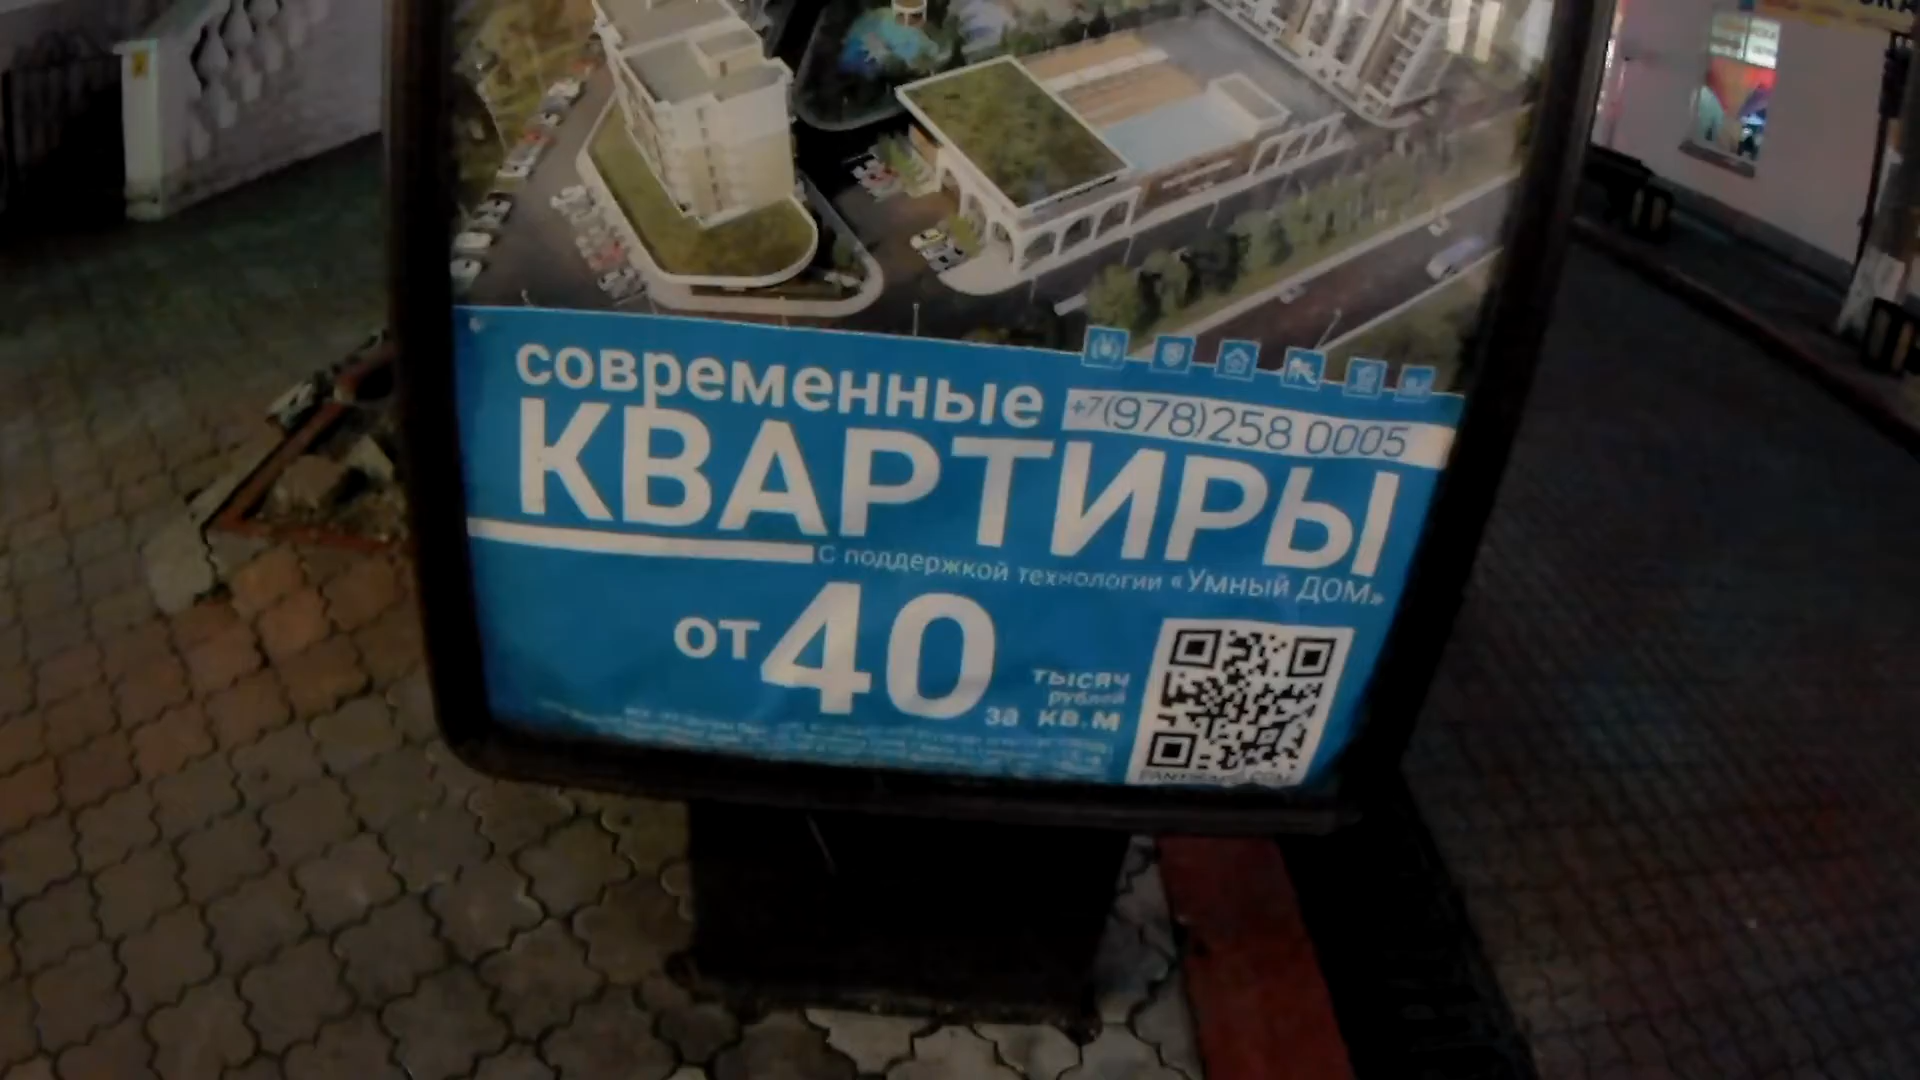 современные
+7(978)258 0005
КВАРТИРЫ
С поддержкой технологии «Умный ДОМ»
от 40
тысяч
рублей
за кв.м